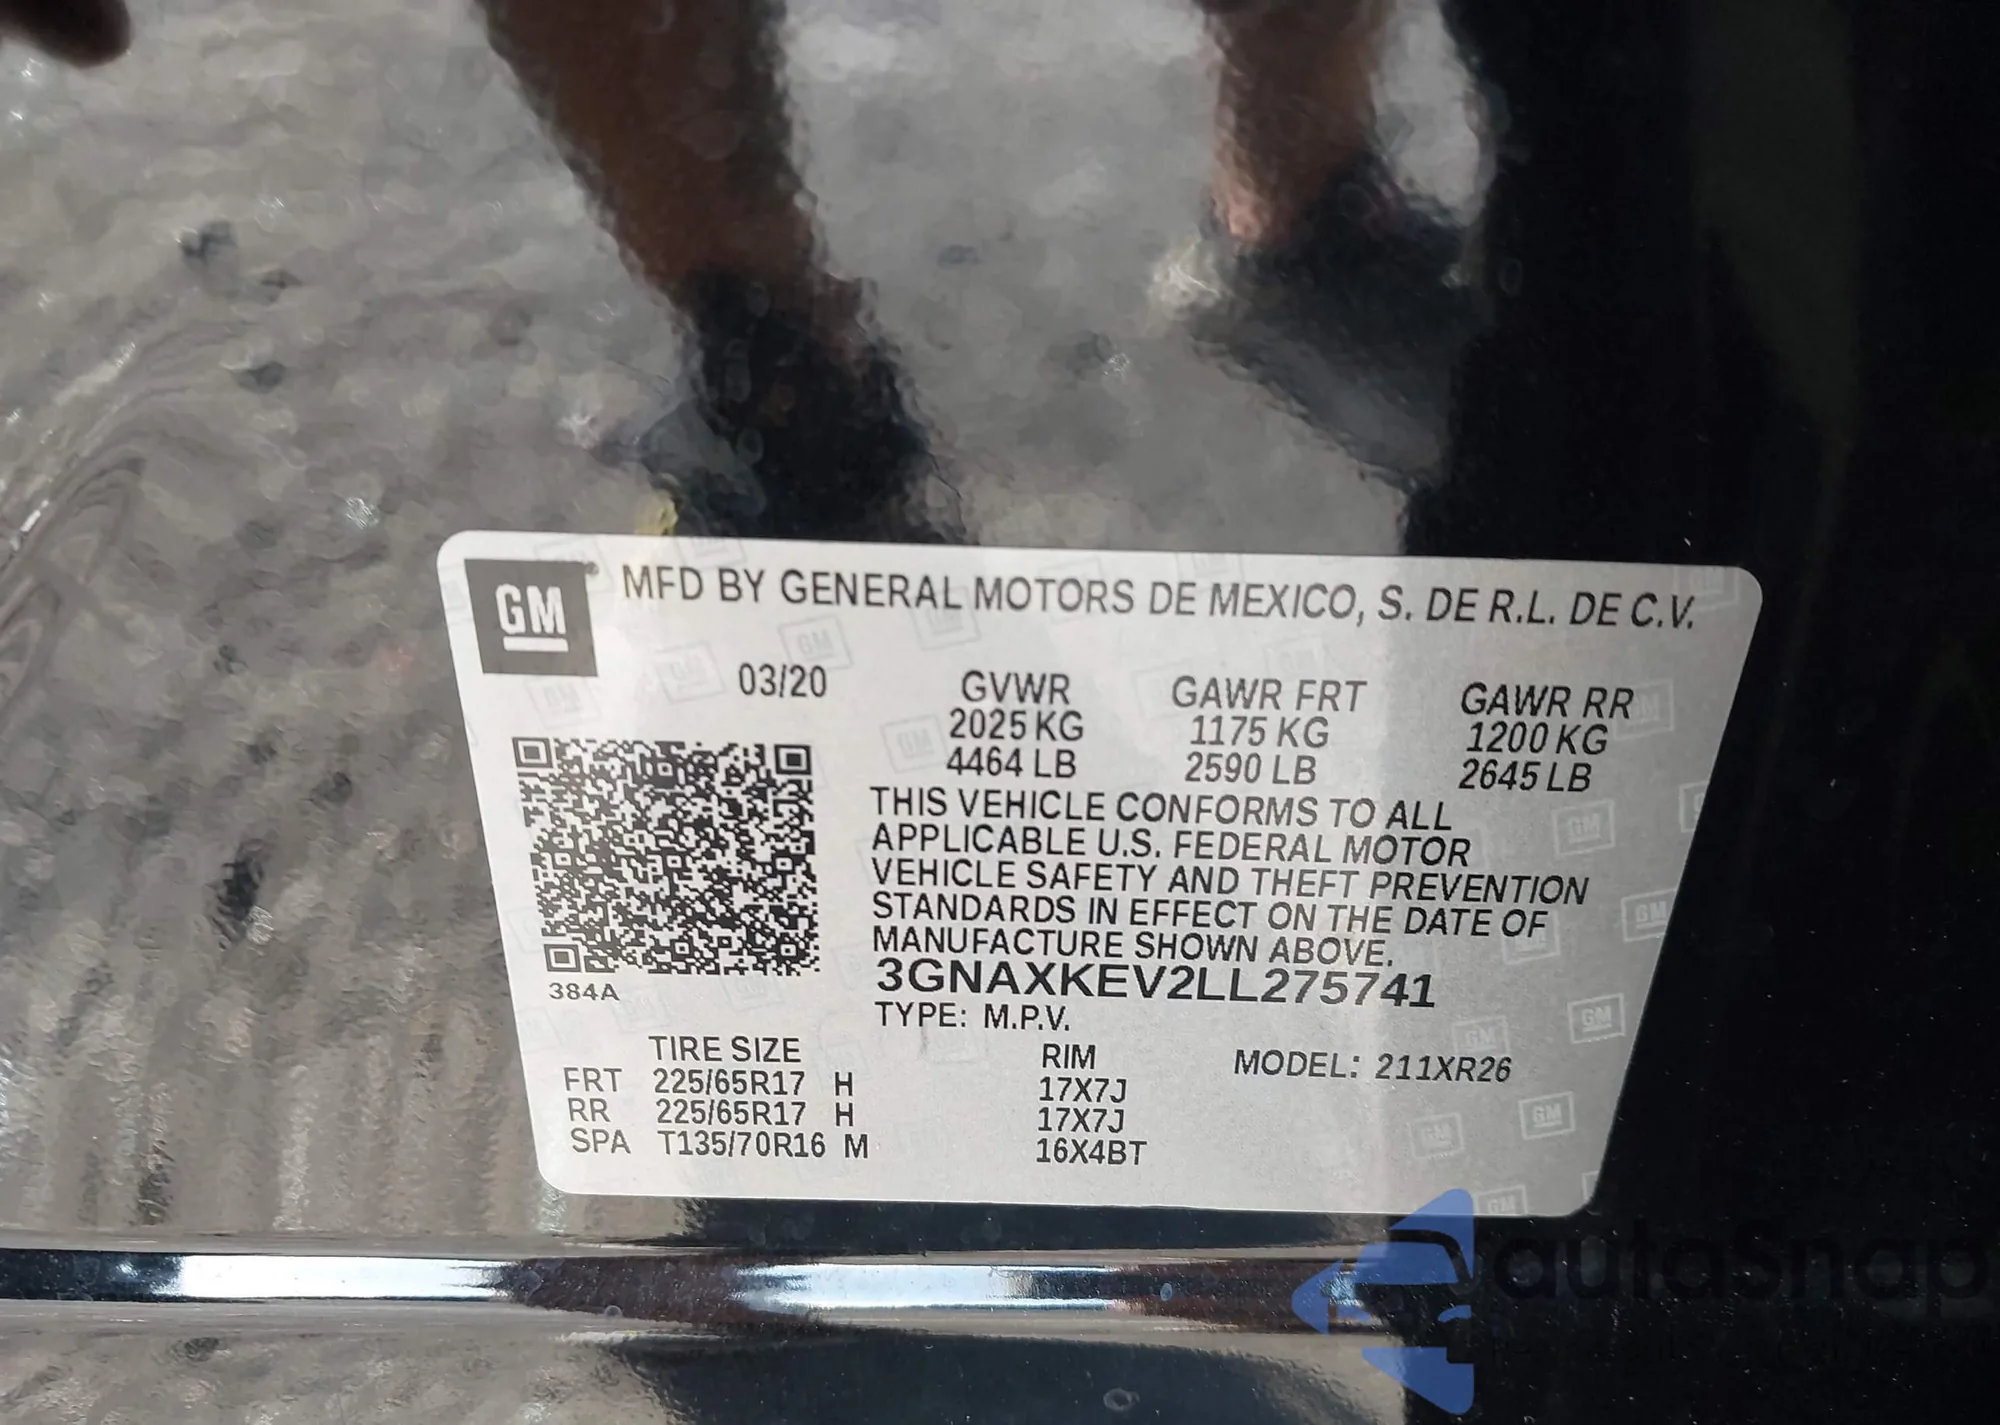 GM® MFD BY GENERAL MOTORS DE MEXICO, S. DE R.L. DE C.V.
03/20 GVWR GAWR FRT GAWR RR
2025 KG 1175 KG 1200 KG
4464 LB 2590 LB 2645 LB
THIS VEHICLE CONFORMS TO ALL
APPLICABLE U.S. FEDERAL MOTOR
VEHICLE SAFETY AND THEFT PREVENTION
STANDARDS IN EFFECT ON THE DATE OF
MANUFACTURE SHOWN ABOVE.
384A 3GNAXKEV2LL275741
TYPE: M.P.V.
TIRE SIZE RIM MODEL: 211XR26
FRT 225/65R17 H 17X7J
RR 225/65R17 H 17X7J
SPA T135/70R16 M 16X4BT
autoSnap